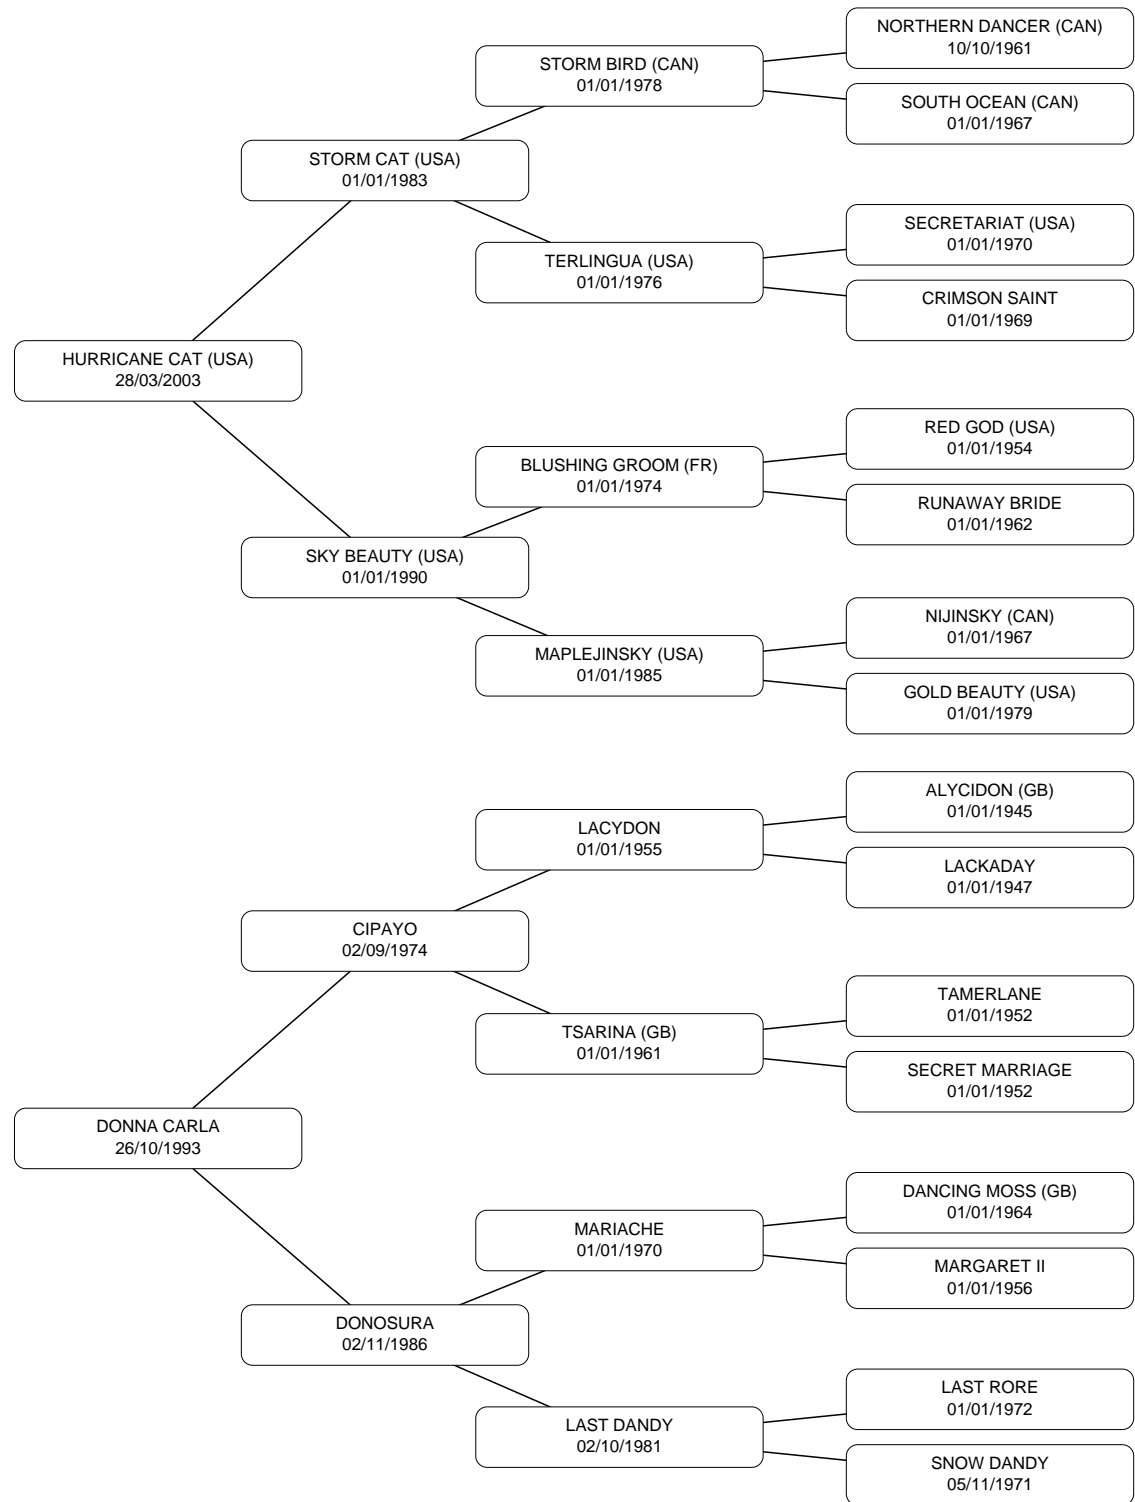 NORTHERN DANCER (CAN)
10/10/1961
STORM BIRD (CAN)
01/01/1978
SOUTH OCEAN (CAN)
01/01/1967
STORM CAT (USA)
01/01/1983
SECRETARIAT (USA)
01/01/1970
TERLINGUA (USA)
01/01/1976
CRIMSON SAINT
01/01/1969
HURRICANE CAT (USA)
28/03/2003
RED GOD (USA)
01/01/1954
BLUSHING GROOM (FR)
01/01/1974
RUNAWAY BRIDE
01/01/1962
SKY BEAUTY (USA)
01/01/1990
NIJINSKY (CAN)
01/01/1967
MAPLEJINSKY (USA)
01/01/1985
GOLD BEAUTY (USA)
01/01/1979
ALYCIDON (GB)
01/01/1945
LACYDON
01/01/1955
LACKADAY
01/01/1947
CIPAYO
02/09/1974
TAMERLANE
01/01/1952
TSARINA (GB)
01/01/1961
SECRET MARRIAGE
01/01/1952
DONNA CARLA
26/10/1993
DANCING MOSS (GB)
01/01/1964
MARIACHE
01/01/1970
MARGARET II
01/01/1956
DONOSURA
02/11/1986
LAST RORE
01/01/1972
LAST DANDY
02/10/1981
SNOW DANDY
05/11/1971